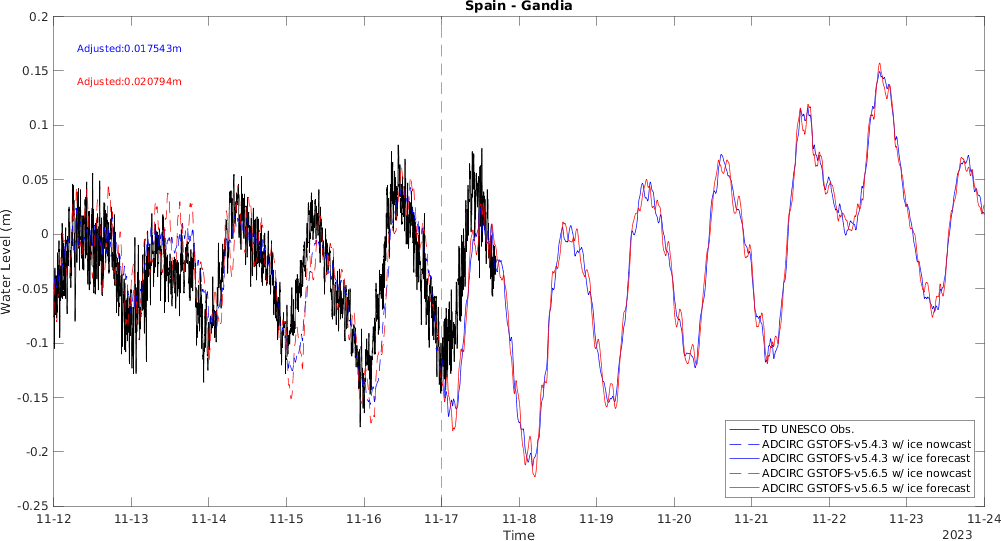 Spain - Gandia
Adjusted:0.017543m
Adjusted:0.020794m
Water Level (m)
0.2
0.15
0.1
0.05
0
-0.05
-0.1
-0.15
-0.2
-0.25
TD UNESCO Obs.
ADCIRC GSTOFS-v5.4.3 w/ ice nowcast
ADCIRC GSTOFS-v5.4.3 w/ ice forecast
ADCIRC GSTOFS-v5.6.5 w/ ice nowcast
ADCIRC GSTOFS-v5.6.5 w/ ice forecast
11-12 11-13 11-14 11-15 11-16 11-17 11-18 11-19 11-20 11-21 11-22 11-23 11-24
Time
2023